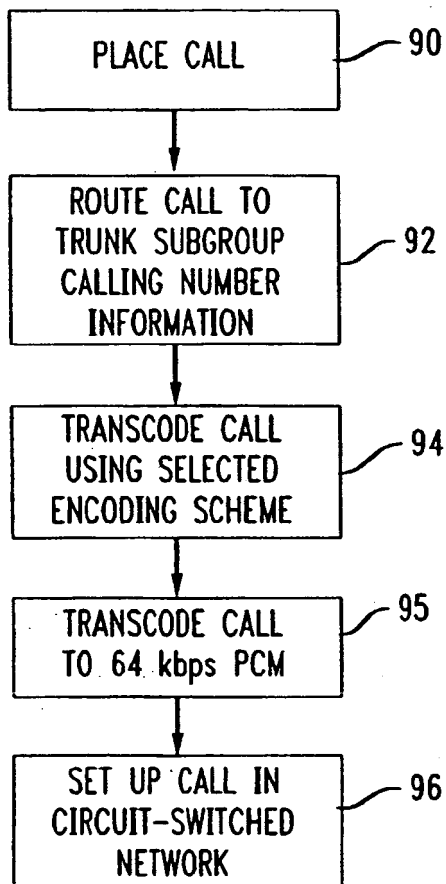 PLACE CALL
90
ROUTE CALL TO
TRUNK SUBGROUP
CALLING NUMBER
INFORMATION
92
TRANSCODE CALL
USING SELECTED
ENCODING SCHEME
94
TRANSCODE CALL
TO 64 kbps PCM
95
SET UP CALL IN
CIRCUIT-SWITCHED
NETWORK
96